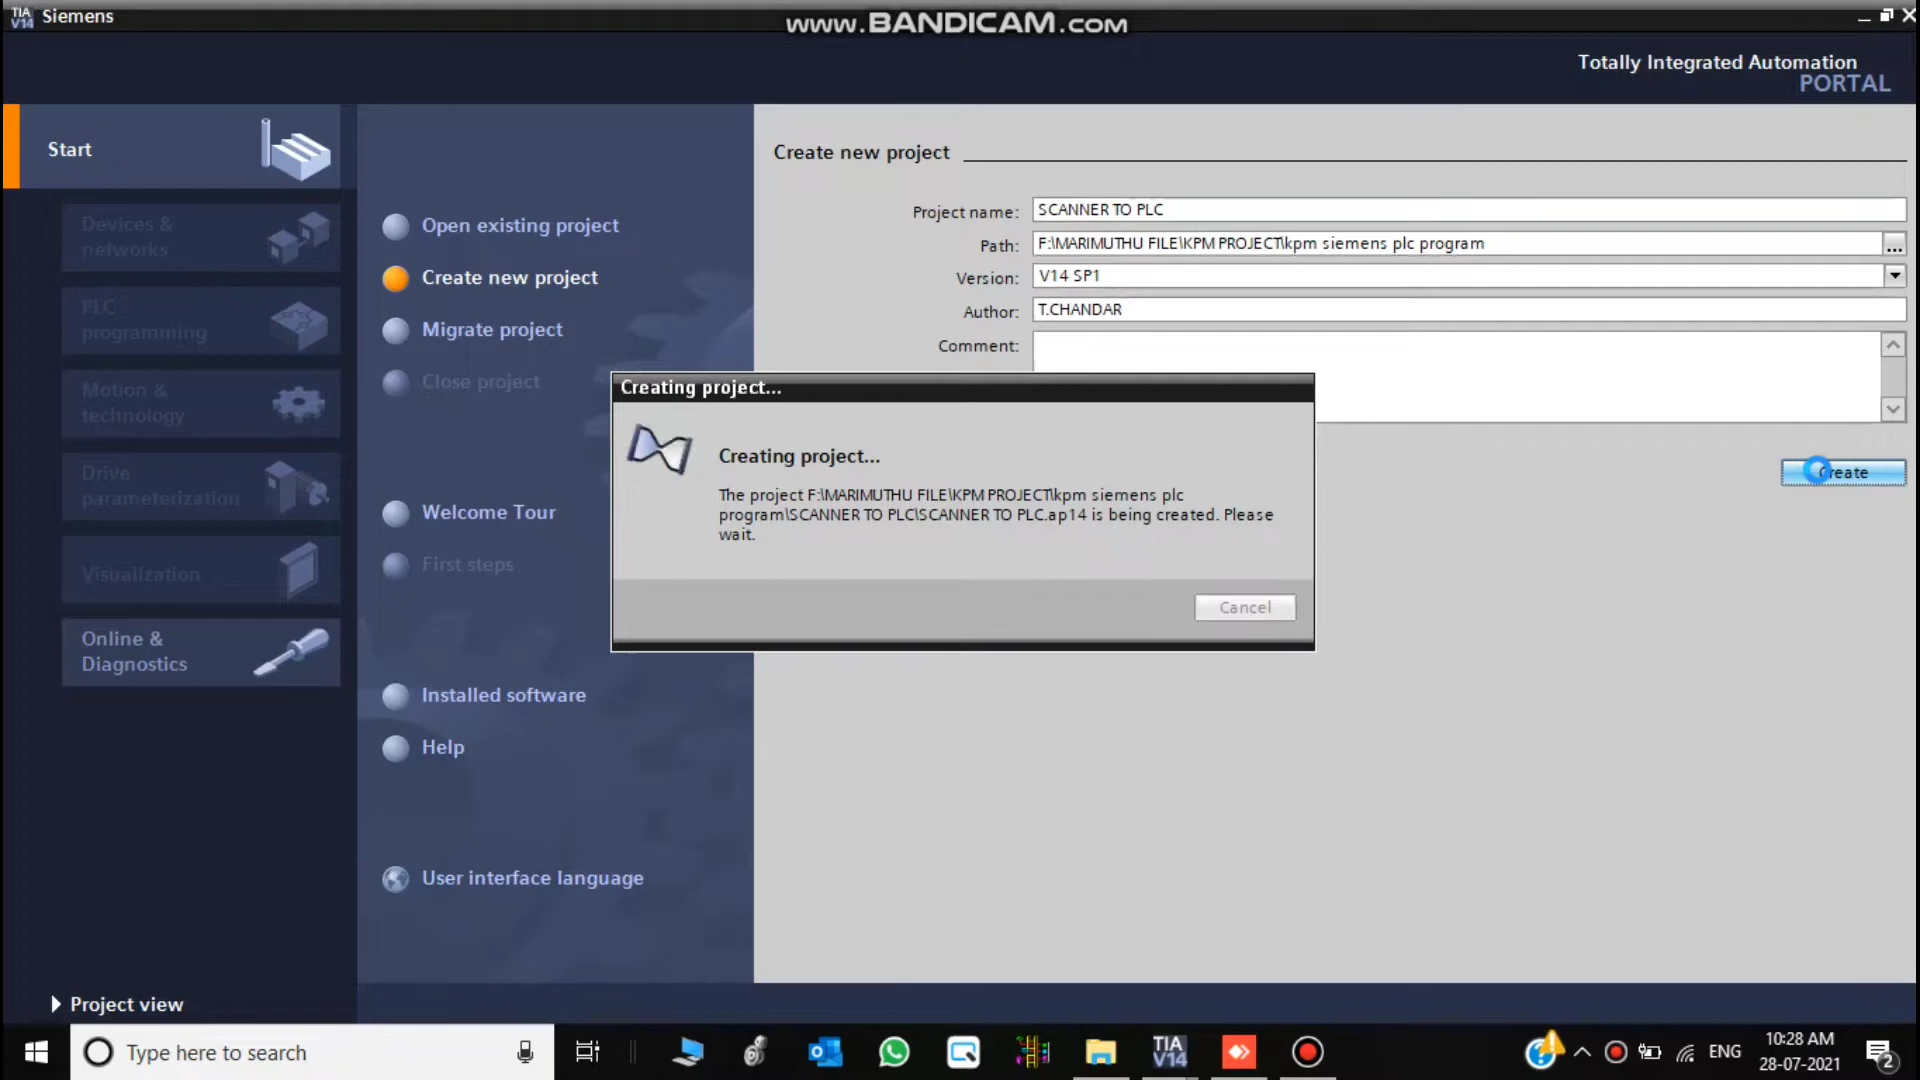 TIA
V14
Siemens
www.BANDICAM.com
Totally Integrated Automation
PORTAL
Start
Devices &
networks
PLC
programming
Motion &
technology
Drive
parameterization
Visualization
Online &
Diagnostics
Open existing project
Create new project
Migrate project
Close project
Welcome Tour
First steps
Installed software
Help
User interface language
Create new project
Project name:
SCANNER TO PLC
Path:
F:\MARIMUTHU FILE\KPM PROJECT\kpm siemens plc program
...
Version:
V14 SP1
Author:
T.CHANDAR
Comment:
Create
Creating project...
Creating project...
The project F:\MARIMUTHU FILE\KPM PROJECT\kpm siemens plc
program\SCANNER TO PLC\SCANNER TO PLC.ap14 is being created. Please
wait.
Cancel
Project view
Type here to search
TIA
V14
ENG
10:28 AM
28-07-2021
2